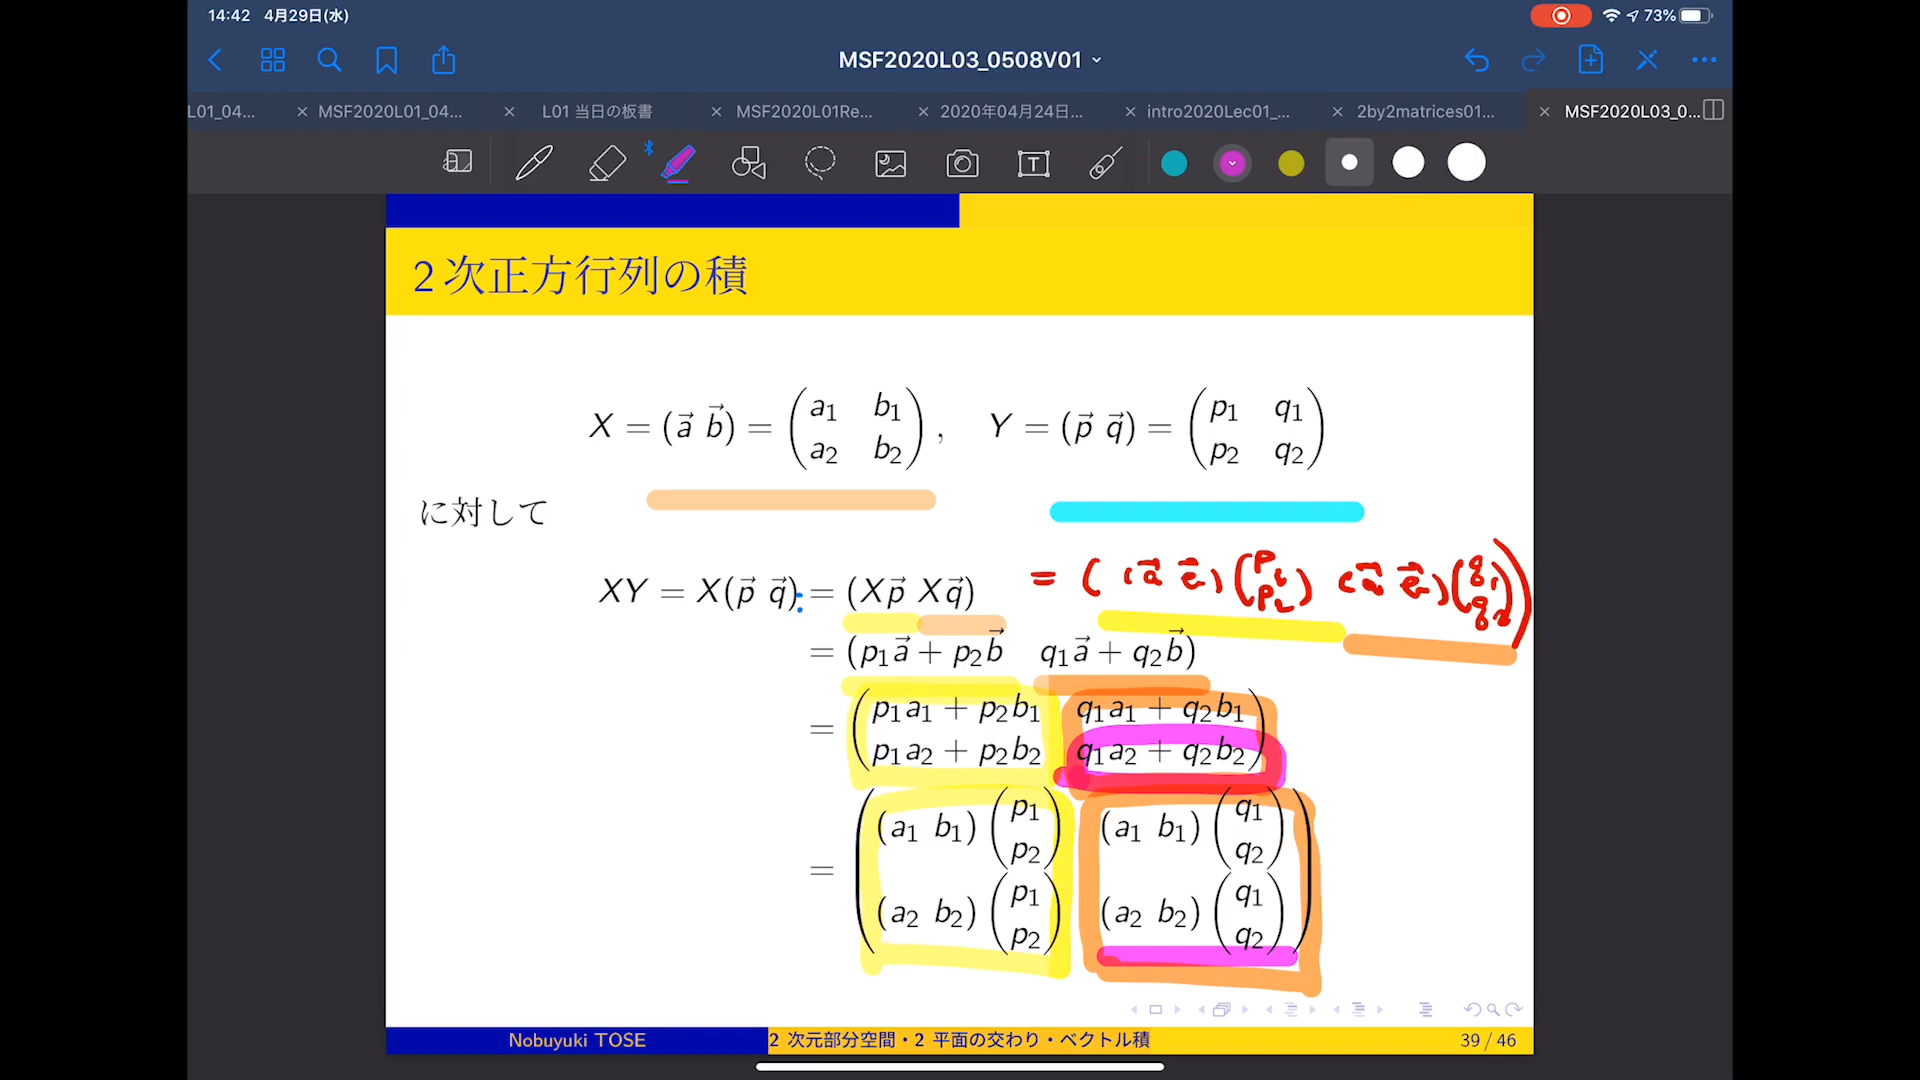 14:42 4月29日(水) 73%
MSF2020L03_0508V01
L01_04... MSF2020L01_04... L01 当日の板書 MSF2020L01Re... 2020年04月24日... intro2020Lec01_... 2by2matrices01... MSF2020L03_0...
2次正方行列の積
X = (a⃗ b⃗) = (a₁ b₁ a₂ b₂), Y = (p⃗ q⃗) = (p₁ q₁ p₂ q₂)
に対して
XY = X(p⃗ q⃗) = (Xp⃗ Xq⃗)
= (p₁a⃗ + p₂b⃗ q₁a⃗ + q₂b⃗)
= (p₁a₁ + p₂b₁ q₁a₁ + q₂b₁
p₁a₂ + p₂b₂ q₁a₂ + q₂b₂)
= ((a₁ b₁)(p₁ p₂) (a₁ b₁)(q₁ q₂)
(a₂ b₂)(p₁ p₂) (a₂ b₂)(q₁ q₂))
Nobuyuki TOSE 2 次元部分空間・2 平面の交わり・ベクトル積 39 / 46